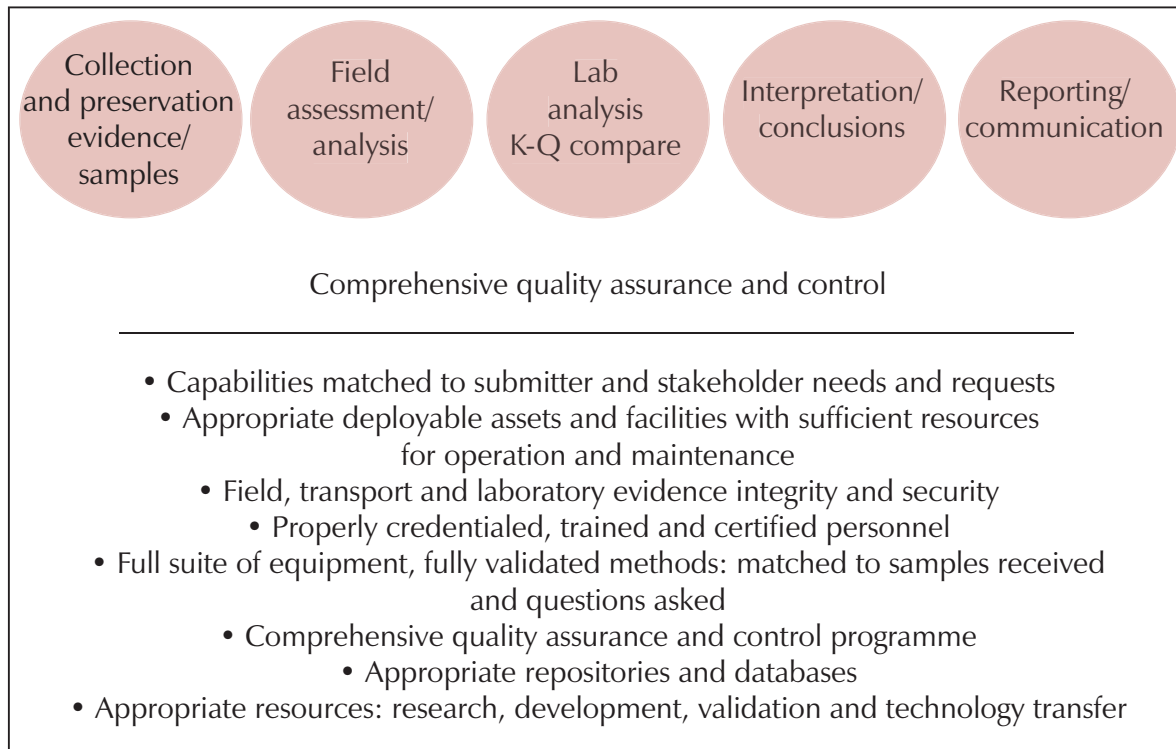 Collection
and preservation
evidence/
samples
Field
assessment/
analysis
Lab
analysis
K-Q compare
Interpretation/
conclusions
Reporting/
communication
Comprehensive quality assurance and control
• Capabilities matched to submitter and stakeholder needs and requests
• Appropriate deployable assets and facilities with sufficient resources
for operation and maintenance
• Field, transport and laboratory evidence integrity and security
• Properly credentialed, trained and certified personnel
• Full suite of equipment, fully validated methods: matched to samples received
and questions asked
• Comprehensive quality assurance and control programme
• Appropriate repositories and databases
• Appropriate resources: research, development, validation and technology transfer